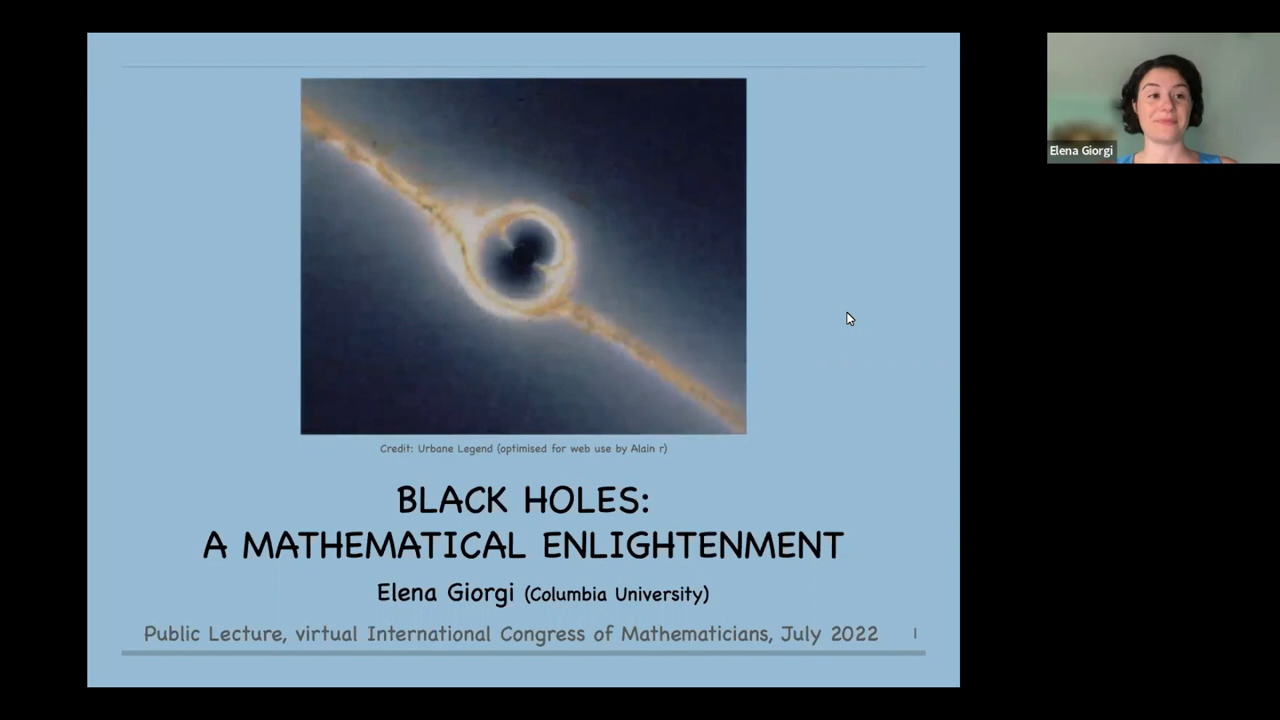 Credit: Urbane Legend (optimised for web use by Alain r)
BLACK HOLES:
A MATHEMATICAL ENLIGHTENMENT
Elena Giorgi (Columbia University)
Public Lecture, virtual International Congress of Mathematicians, July 2022 1
Elena Giorgi